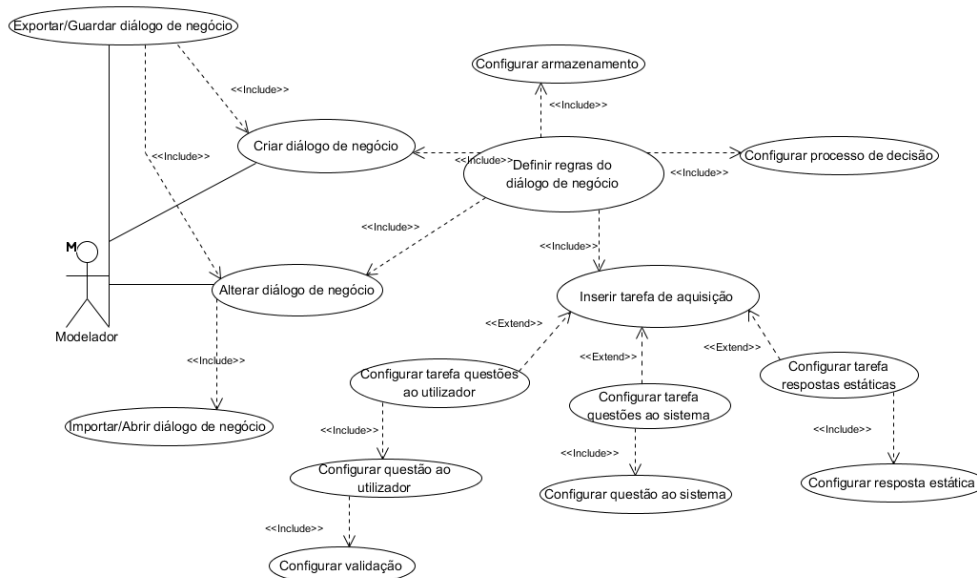 Exportar/Guardar diálogo de negócio
Configurar armazenamento
<<Include>>
<<Include>>
<<Include>>
Criar diálogo de negócio
<<Include>>
Definir regras do
diálogo de negócio
Configurar processo de decisão
<<Include>>
<<Include>>
<<Include>>
M
Alterar diálogo de negócio
Inserir tarefa de aquisição
Modelador
<<Extend>>
<<Extend>>
<<Extend>>
<<Include>>
Configurar tarefa questões
ao utilizador
Configurar tarefa
respostas estáticas
Configurar tarefa
questões ao sistema
Importar/Abrir diálogo de negócio
<<Include>>
<<Include>>
<<Include>>
Configurar questão ao
utilizador
Configurar questão ao sistema
Configurar resposta estática
<<Include>>
Configurar validação